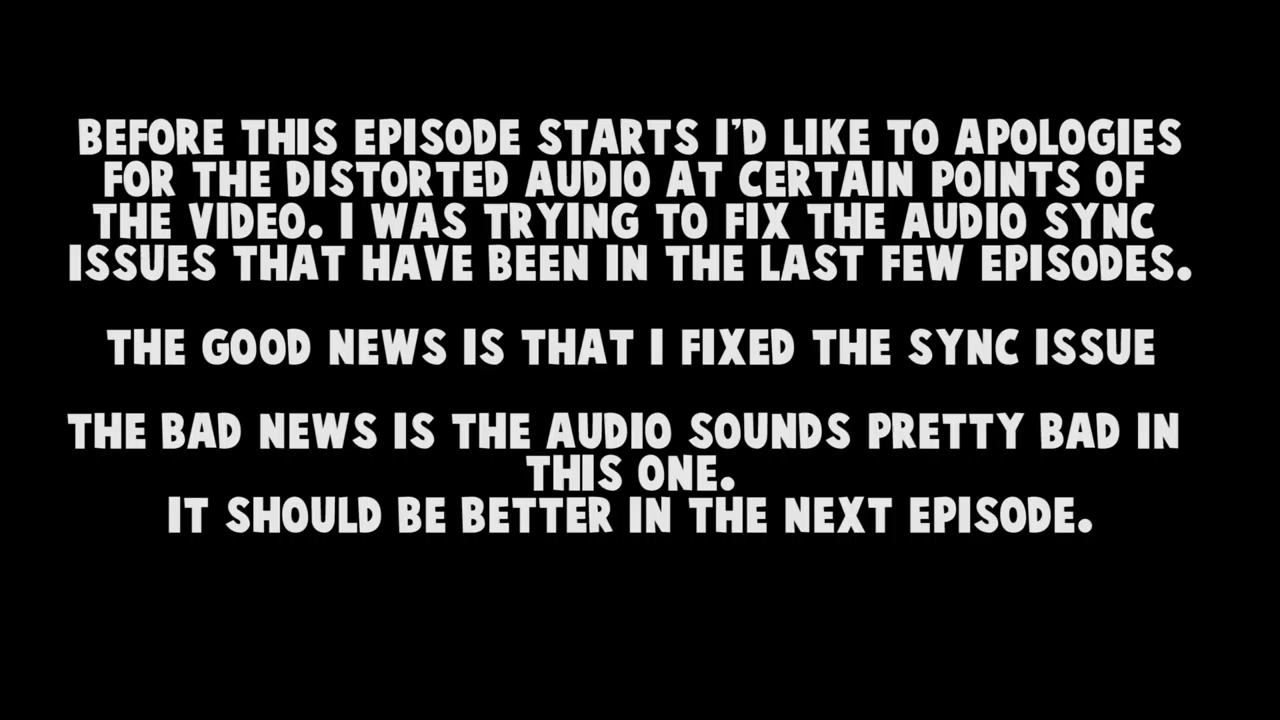 BEFORE THIS EPISODE STARTS I'D LIKE TO APOLOGIES
FOR THE DISTORTED AUDIO AT CERTAIN POINTS OF
THE VIDEO. I WAS TRYING TO FIX THE AUDIO SYNC
ISSUES THAT HAVE BEEN IN THE LAST FEW EPISODES.
THE GOOD NEWS IS THAT I FIXED THE SYNC ISSUE
THE BAD NEWS IS THE AUDIO SOUNDS PRETTY BAD IN
THIS ONE.
IT SHOULD BE BETTER IN THE NEXT EPISODE.